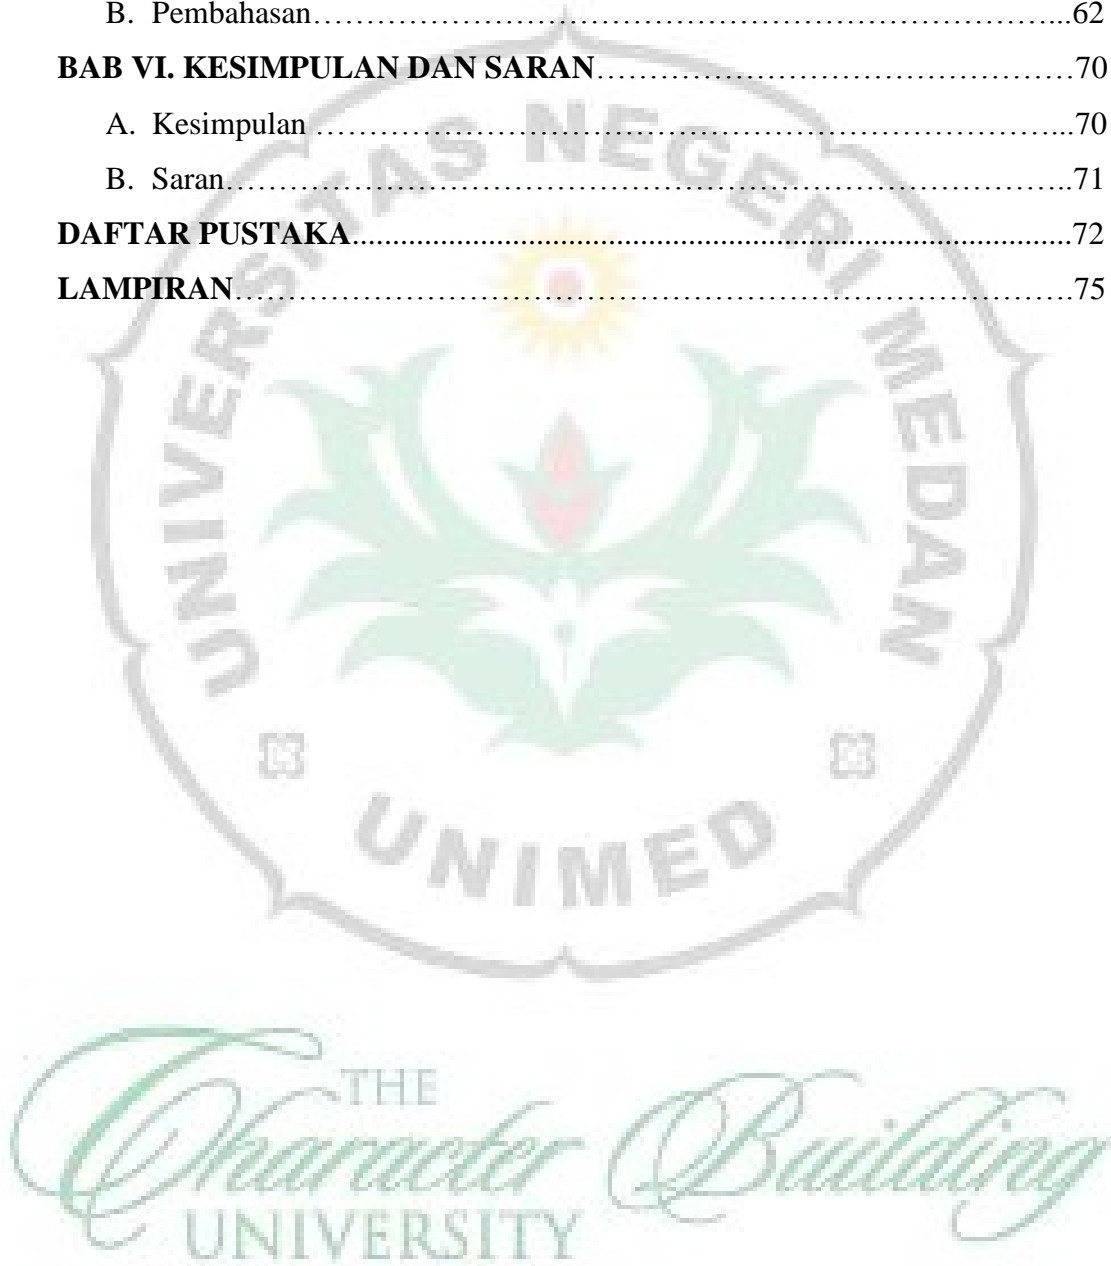 B. Pembahasan……………………………………………………………...62
BAB VI. KESIMPULAN DAN SARAN…………………………………………70
A. Kesimpulan …………………………………………………………...70
B. Saran…………………………………………………………………..71
DAFTAR PUSTAKA......................................................................................72
LAMPIRAN………………………………………………………………………75
UNIVERSITAS NEGERI MEDAN
UNIMED
THE
Character Building
UNIVERSITY